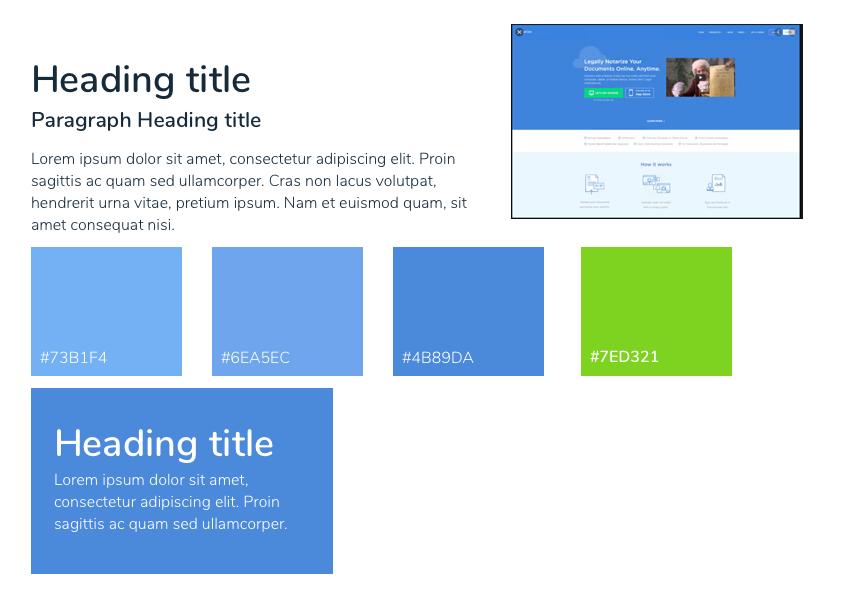 Heading title
Paragraph Heading title
Lorem ipsum dolor sit amet, consectetur adipiscing elit. Proin
sagittis ac quam sed ullamcorper. Cras non lacus volutpat,
hendrerit urna vitae, pretium ipsum. Nam et euismod quam, sit
amet consequat nisi.
Legally Notarize Your
Documents Online. Anytime.
App Store
How it works
#73B1F4
#6EA5EC
#4B89DA
#7ED321
Heading title
Lorem ipsum dolor sit amet,
consectetur adipiscing elit. Proin
sagittis ac quam sed ullamcorper.